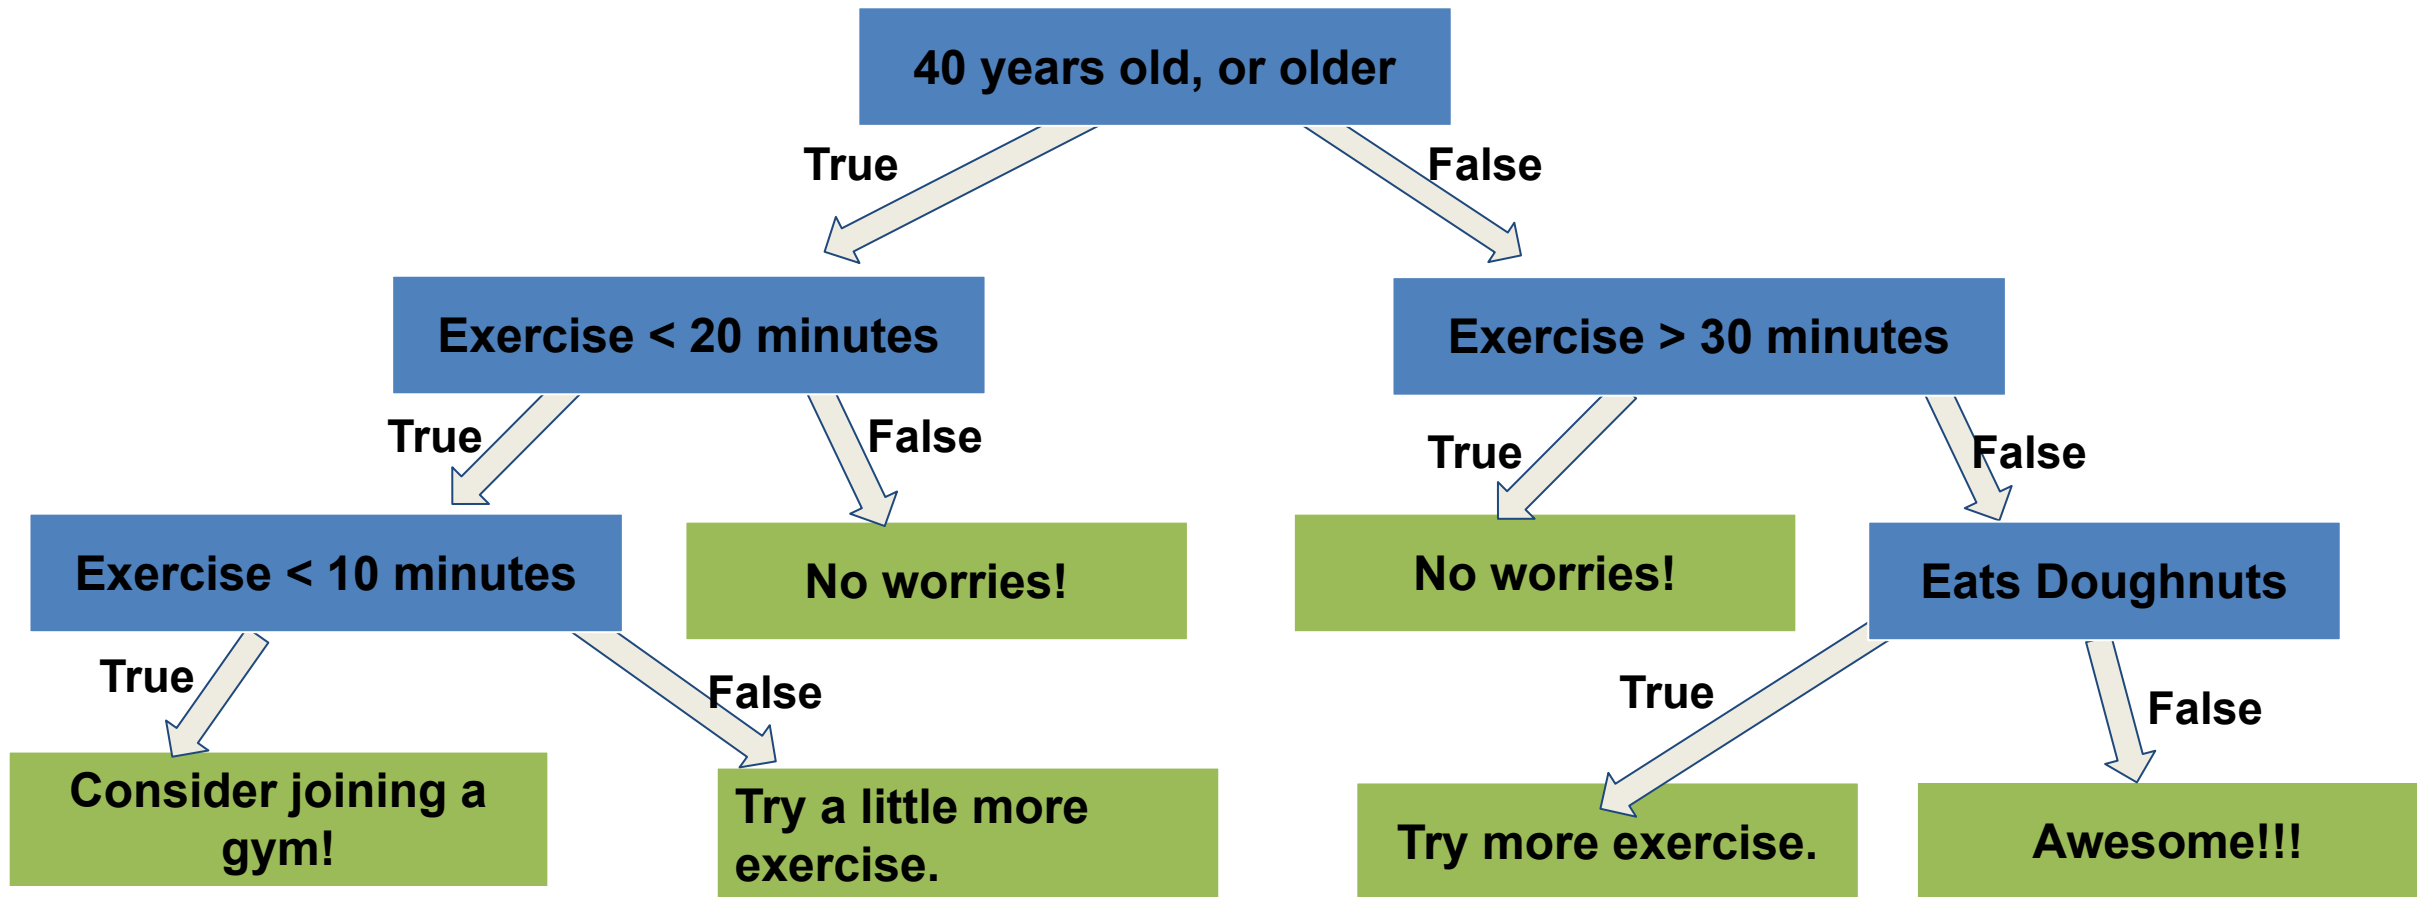 40 years old, or older
True
False
Exercise < 20 minutes
Exercise > 30 minutes
True
False
True
False
Exercise < 10 minutes
No worries!
No worries!
Eats Doughnuts
True
False
True
False
Consider joining a
gym!
Try a little more
exercise.
Try more exercise.
Awesome!!!